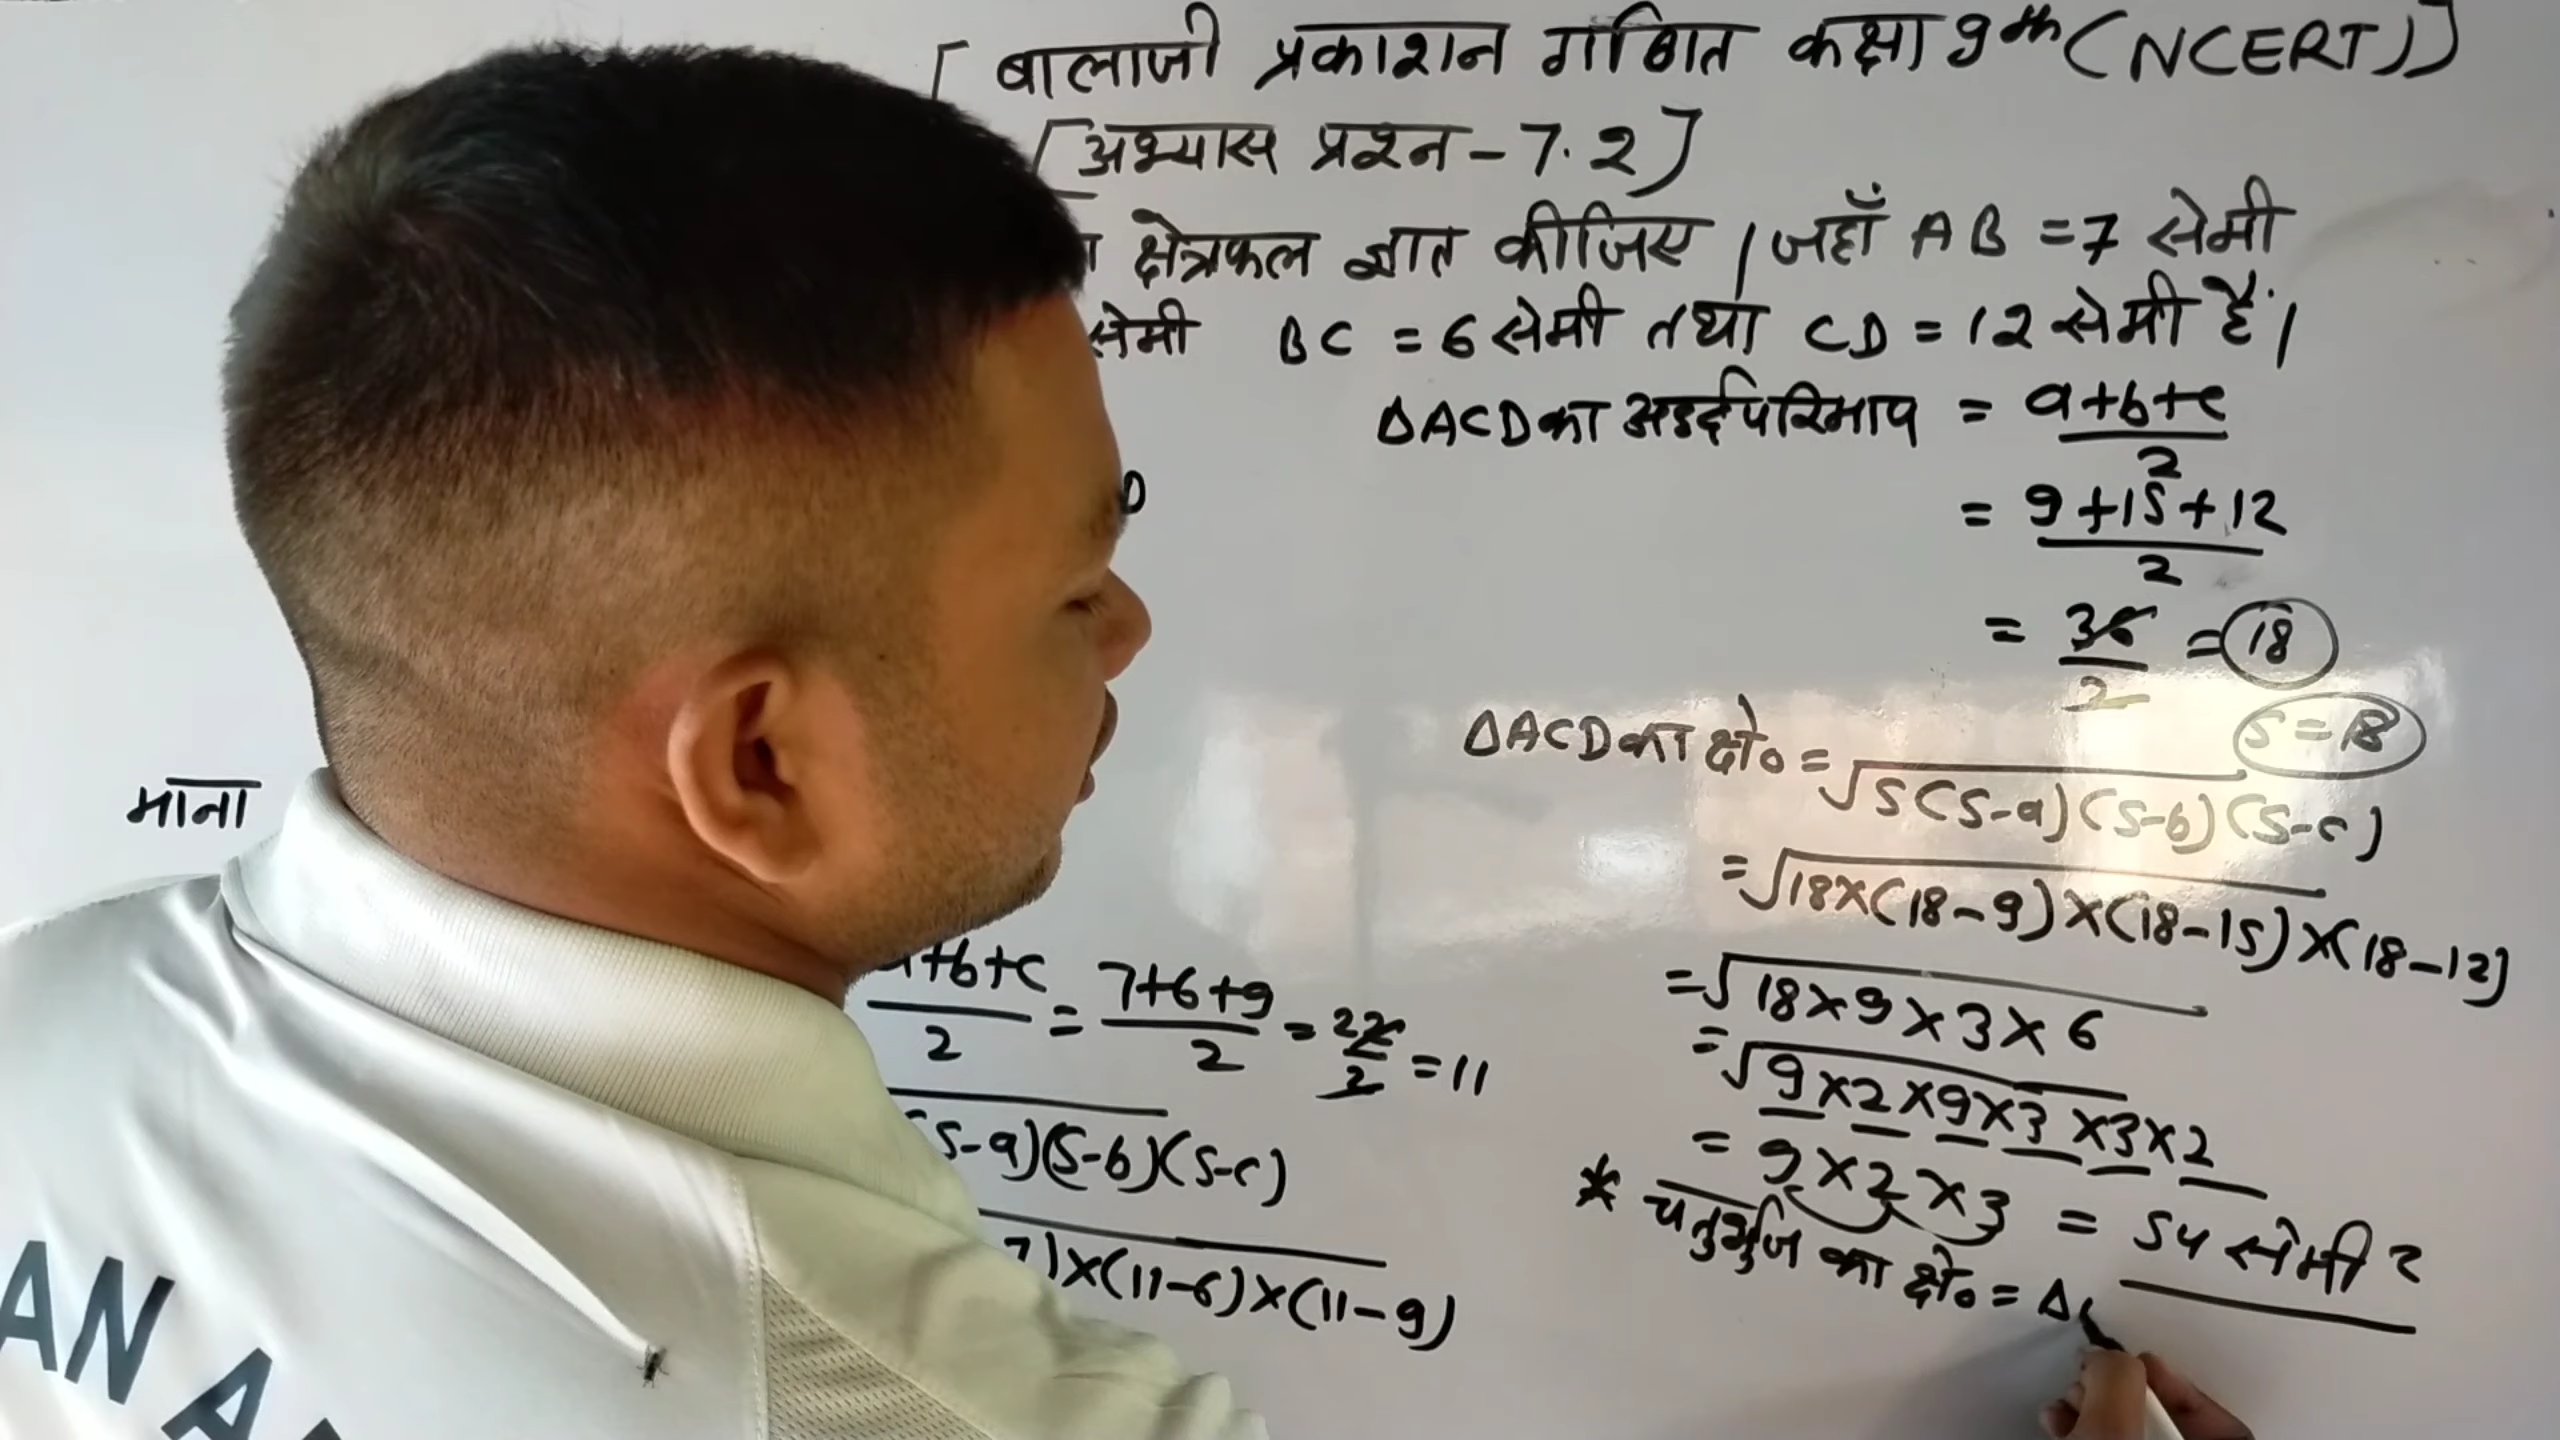 [बालाजी प्रकाशन गणित कक्षा 9th (NCERT)]
[अभ्यास प्रश्न - 7.2]
क्षेत्रफल ज्ञात कीजिए । जहाँ AB = 7 सेमी
सेमी BC = 6 सेमी तथा CD = 12 सेमी हैं।
D
माना
a+b+c/2 = 7+6+9/2 = 22/2 = 11
S-a)(S-b)(S-c)
7)×(11-6)×(11-9)
ΔACD का अर्द्धपरिमाप = a+b+c/2
= 9+15+12/2
= 36/2 = 18
S = 18
ΔACD का क्षे० = √S(S-a)(S-b)(S-c)
= √18×(18-9)×(18-15)×(18-12)
= √18×9×3×6
= √9×2×9×3×3×2
= 9×2×3 = 54 सेमी²
* चतुर्भुज का क्षे० = Δ
AN A